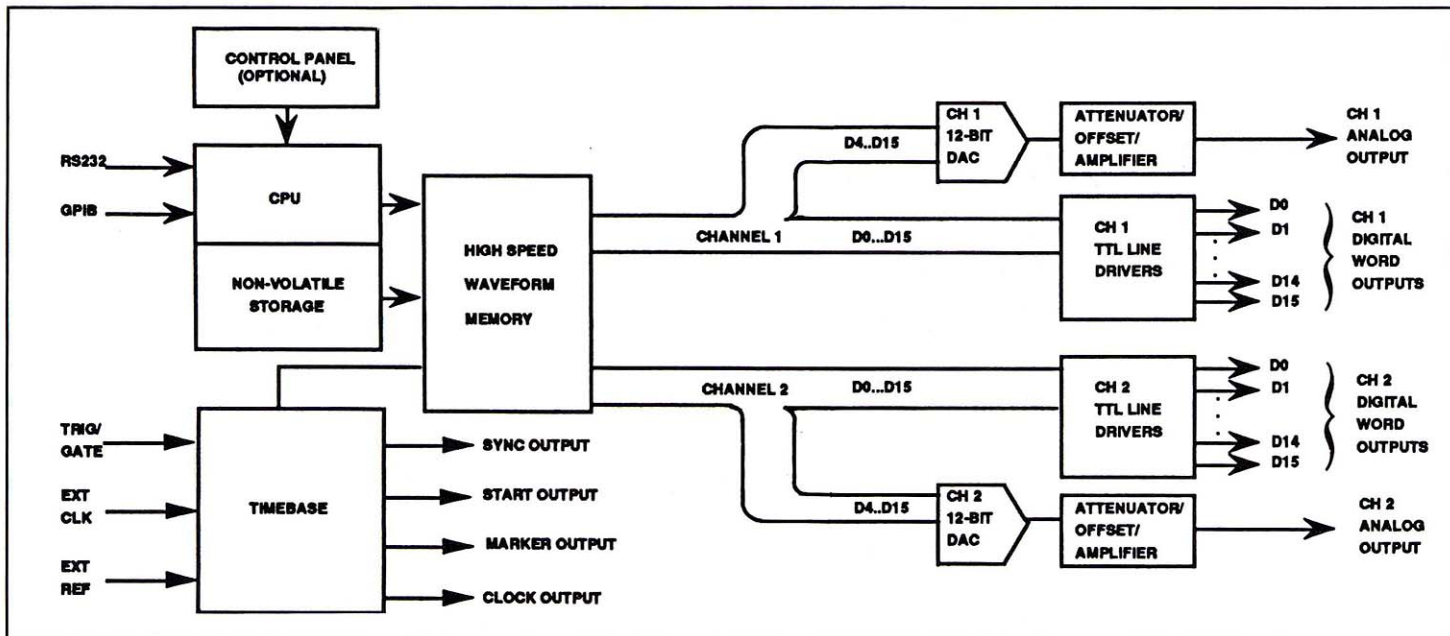 CONTROL PANEL
(OPTIONAL)
RS232
GPIB
CPU
NON-VOLATILE
STORAGE
HIGH SPEED
WAVEFORM
MEMORY
TRIG/
GATE
EXT
CLK
EXT
REF
TIMEBASE
SYNC OUTPUT
START OUTPUT
MARKER OUTPUT
CLOCK OUTPUT
CHANNEL 1
D4..D15
D0...D15
CH 1
12-BIT
DAC
ATTENUATOR/
OFFSET/
AMPLIFIER
CH 1
ANALOG
OUTPUT
CH 1
TTL LINE
DRIVERS
D0
D1
D14
D15
CH 1
DIGITAL
WORD
OUTPUTS
CHANNEL 2
D0...D15
D4..D15
CH 2
TTL LINE
DRIVERS
D0
D1
D14
D15
CH 2
DIGITAL
WORD
OUTPUTS
CH 2
12-BIT
DAC
ATTENUATOR/
OFFSET/
AMPLIFIER
CH 2
ANALOG
OUTPUT